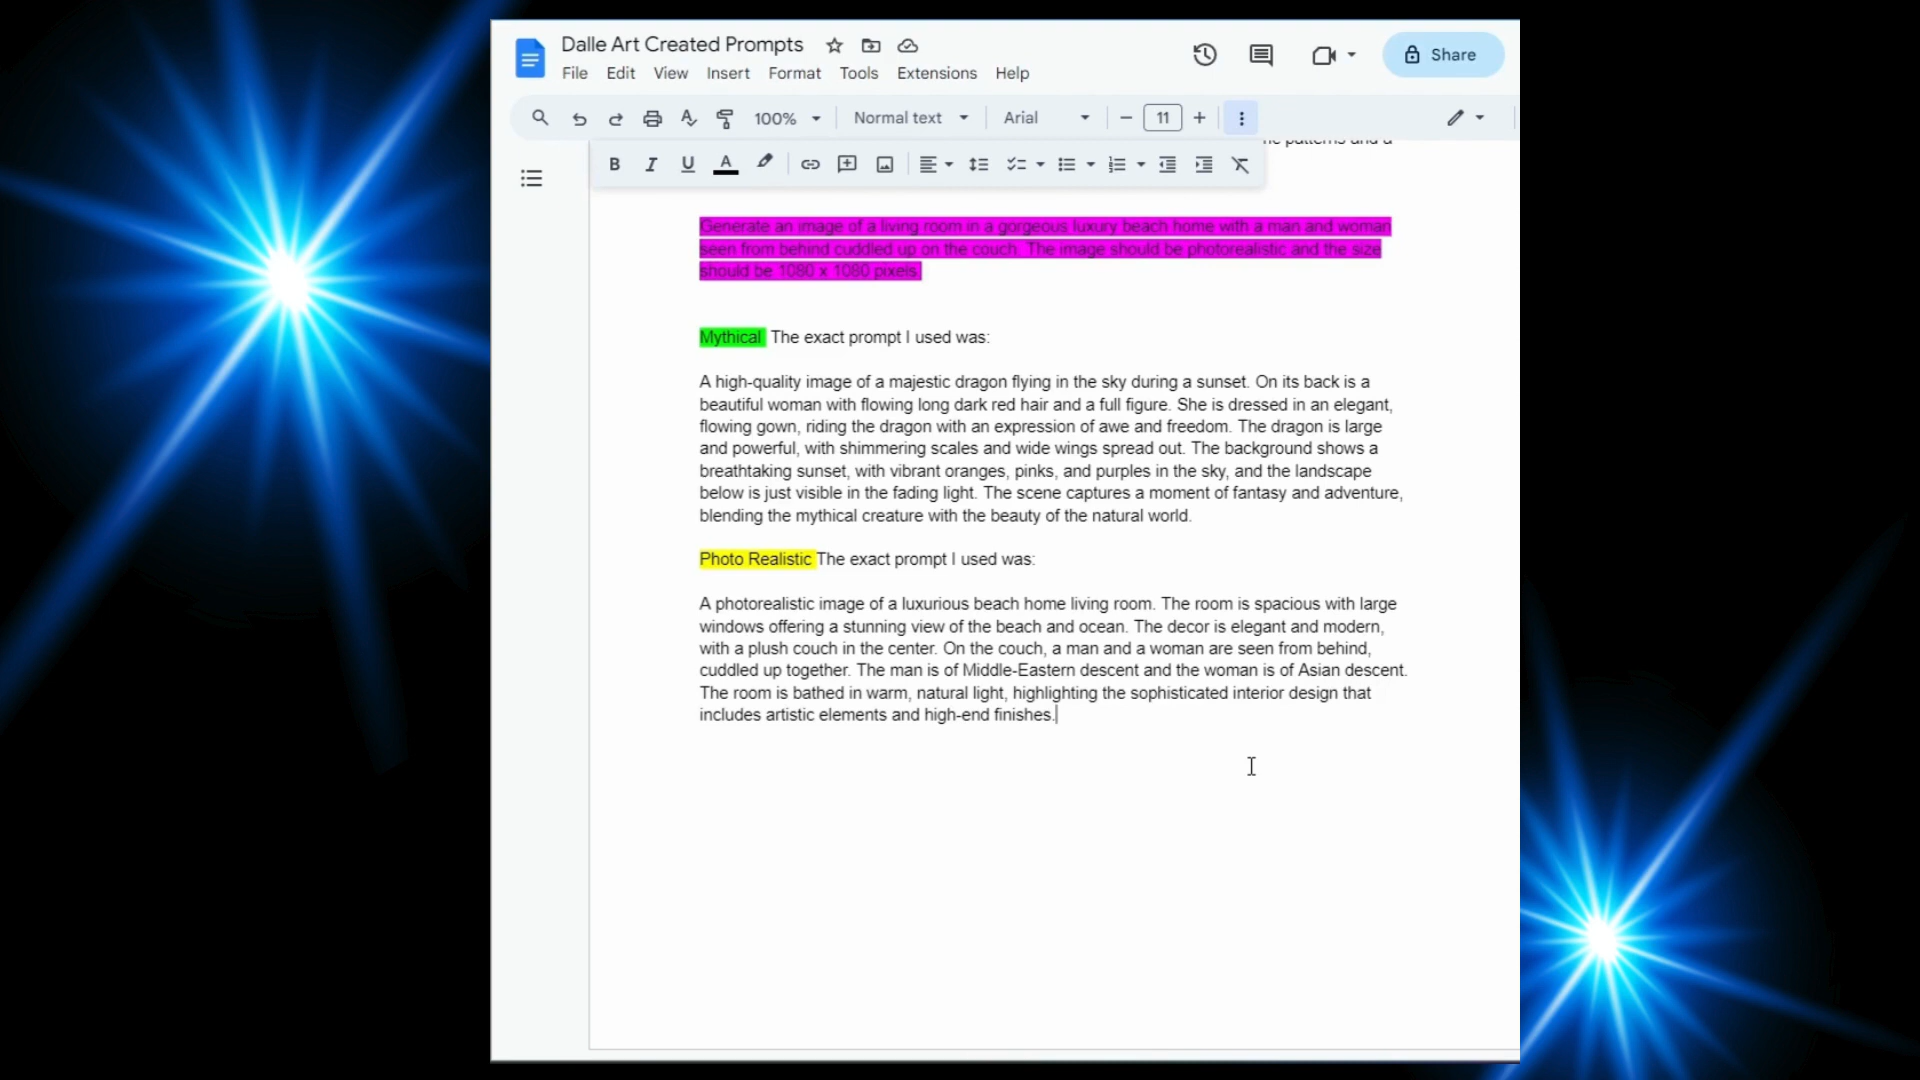 Dalle Art Created Prompts
File Edit View Insert Format Tools Extensions Help
Share
100% Normal text Arial 11
patterns and a
Generate an image of a living room in a gorgeous luxury beach home with a man and woman
seen from behind cuddled up on the couch. The image should be photorealistic and the size
should be 1080 x 1080 pixels.
Mythical The exact prompt I used was:
A high-quality image of a majestic dragon flying in the sky during a sunset. On its back is a
beautiful woman with flowing long dark red hair and a full figure. She is dressed in an elegant,
flowing gown, riding the dragon with an expression of awe and freedom. The dragon is large
and powerful, with shimmering scales and wide wings spread out. The background shows a
breathtaking sunset, with vibrant oranges, pinks, and purples in the sky, and the landscape
below is just visible in the fading light. The scene captures a moment of fantasy and adventure,
blending the mythical creature with the beauty of the natural world.
Photo Realistic The exact prompt I used was:
A photorealistic image of a luxurious beach home living room. The room is spacious with large
windows offering a stunning view of the beach and ocean. The decor is elegant and modern,
with a plush couch in the center. On the couch, a man and a woman are seen from behind,
cuddled up together. The man is of Middle-Eastern descent and the woman is of Asian descent.
The room is bathed in warm, natural light, highlighting the sophisticated interior design that
includes artistic elements and high-end finishes.